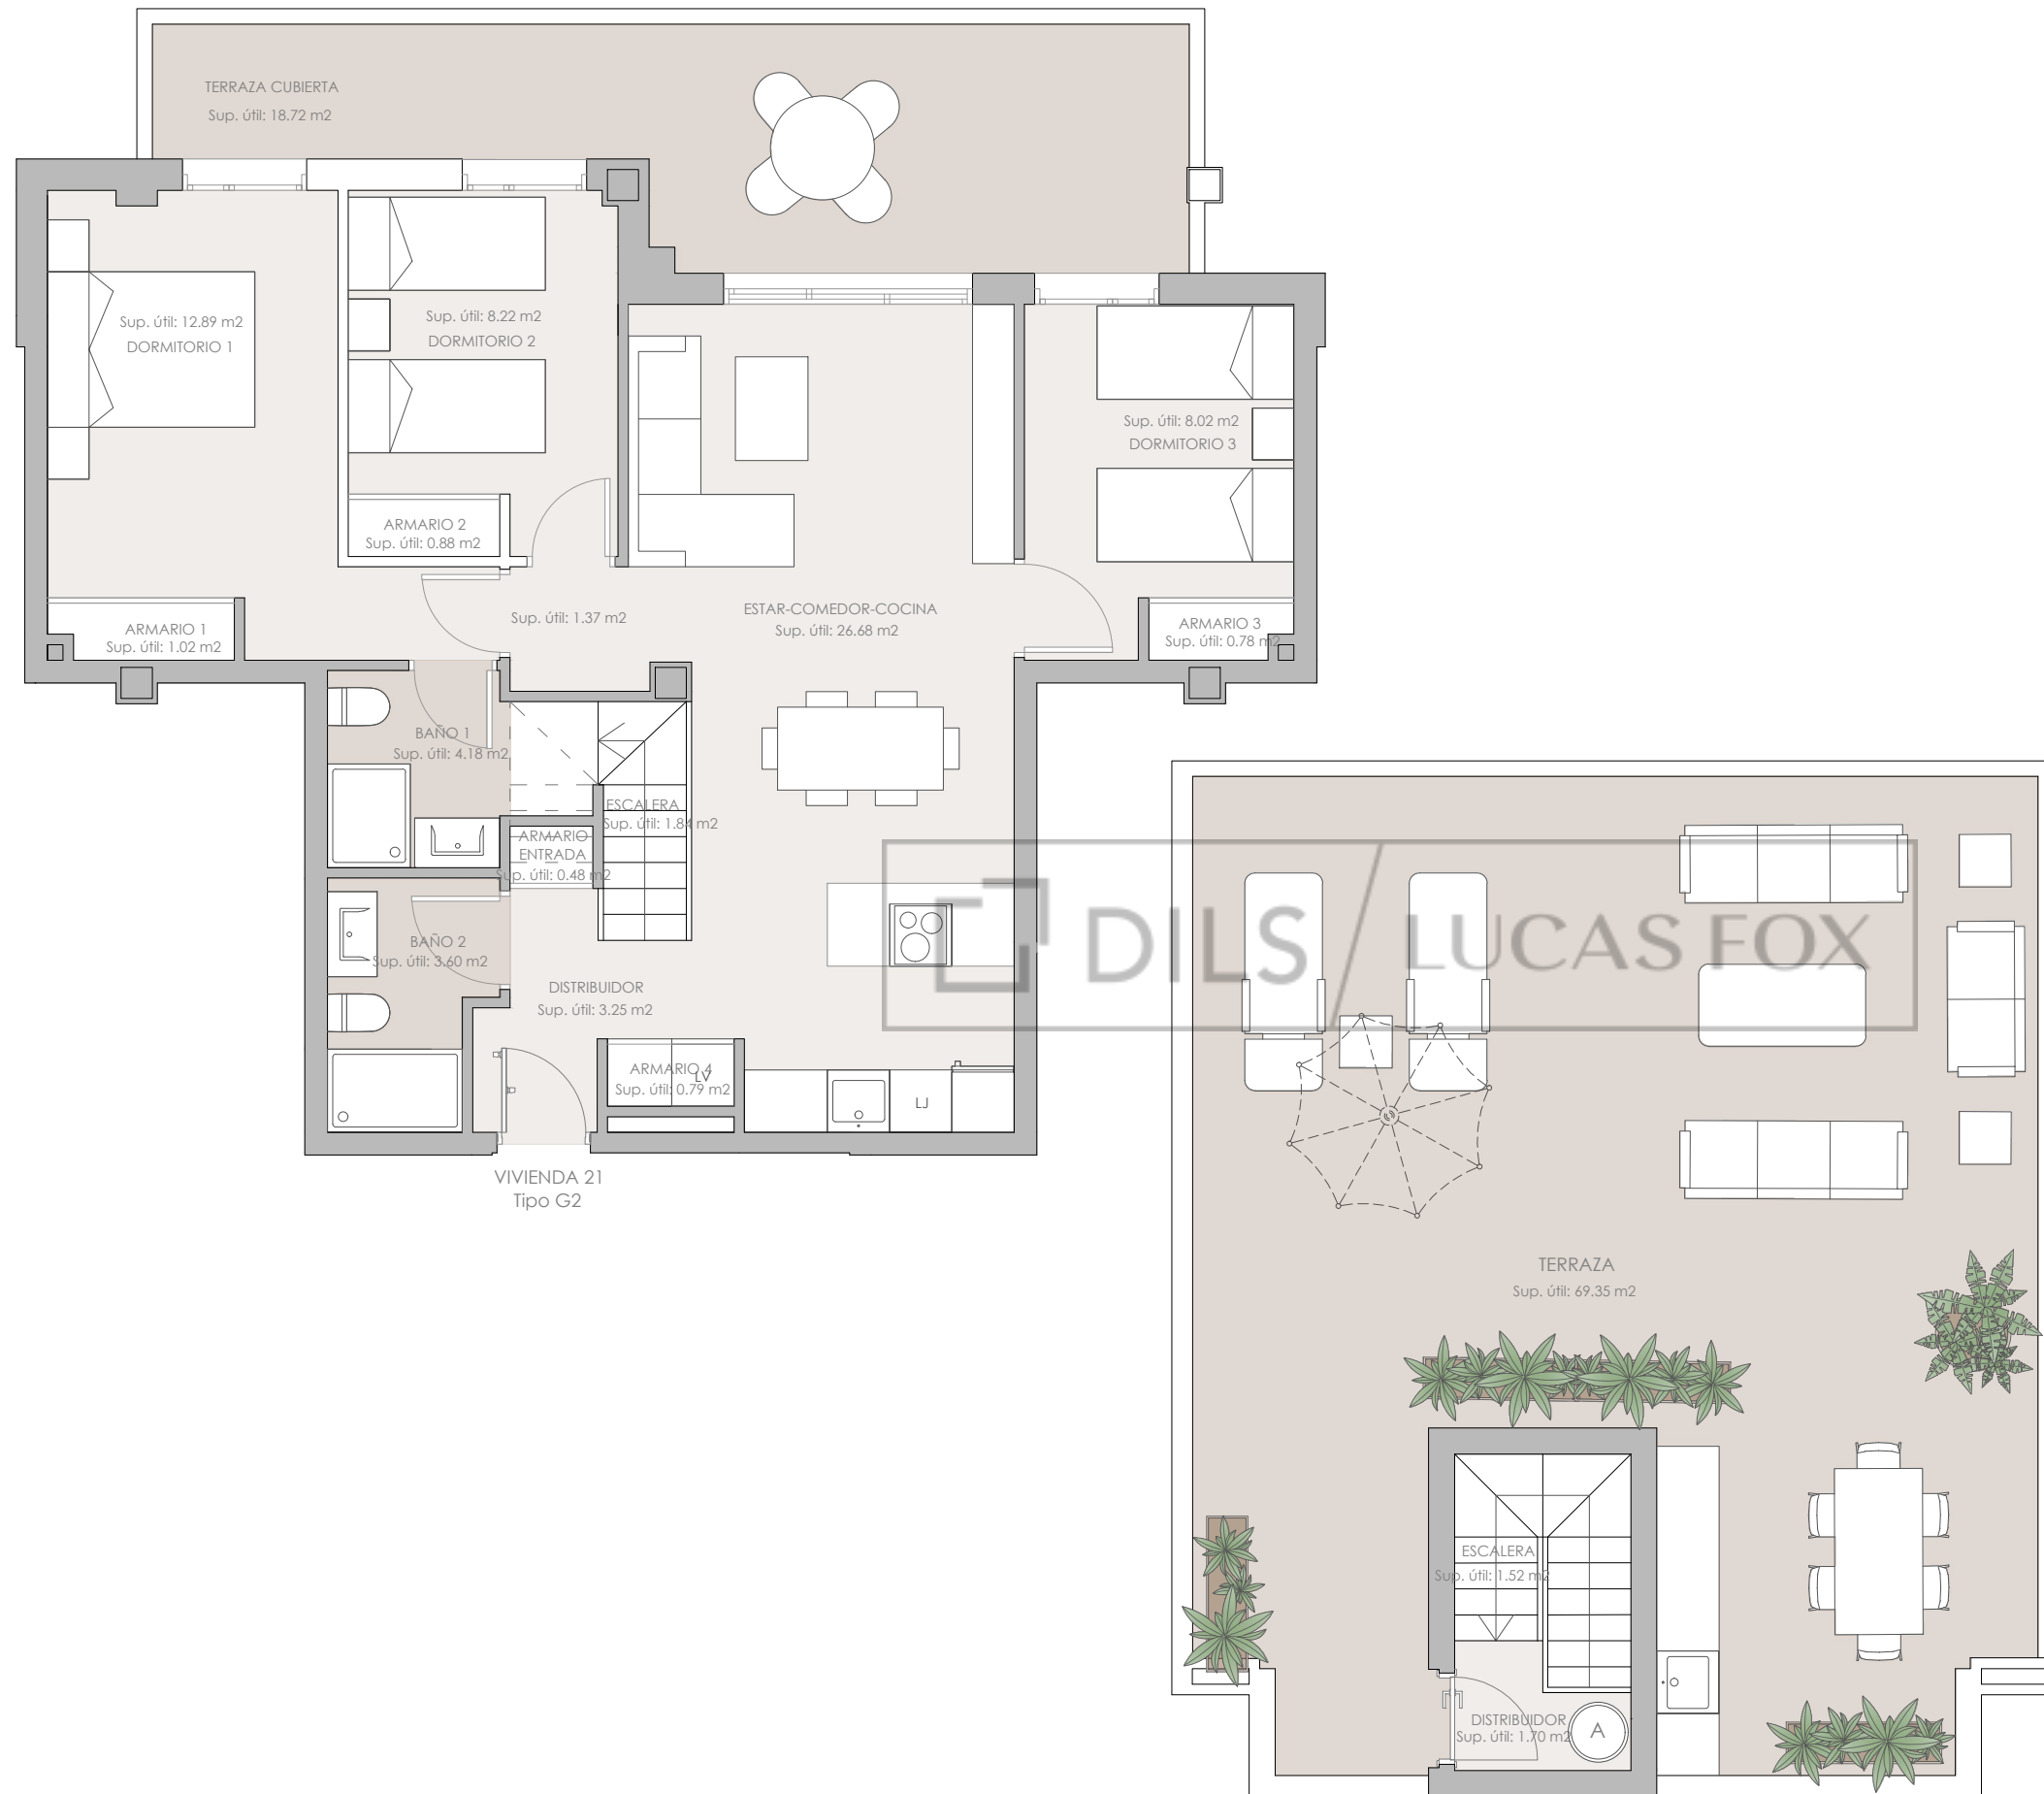 TERRAZA CUBIERTA
Sup. útil: 18.72 m2
Sup. útil: 12.89 m2
DORMITORIO 1
Sup. útil: 8.22 m2
DORMITORIO 2
Sup. útil: 8.02 m2
DORMITORIO 3
ARMARIO 2
Sup. útil: 0.88 m2
ARMARIO 1
Sup. útil: 1.02 m2
Sup. útil: 1.37 m2
ESTAR-COMEDOR-COCINA
Sup. útil: 26.68 m2
ARMARIO 3
Sup. útil: 0.78 m2
BAÑO 1
Sup. útil: 4.18 m2
ESCALERA
Sup. útil: 1.84 m2
ARMARIO
ENTRADA
Sup. útil: 0.48 m2
BAÑO 2
Sup. útil: 3.60 m2
DISTRIBUIDOR
Sup. útil: 3.25 m2
ARMARIO 4
LV
Sup. útil: 0.79 m2
LJ
VIVIENDA 21
Tipo G2
DILS / LUCAS FOX
TERRAZA
Sup. útil: 69.35 m2
ESCALERA
Sup. útil: 1.52 m2
DISTRIBUIDOR
Sup. útil: 1.70 m2
A